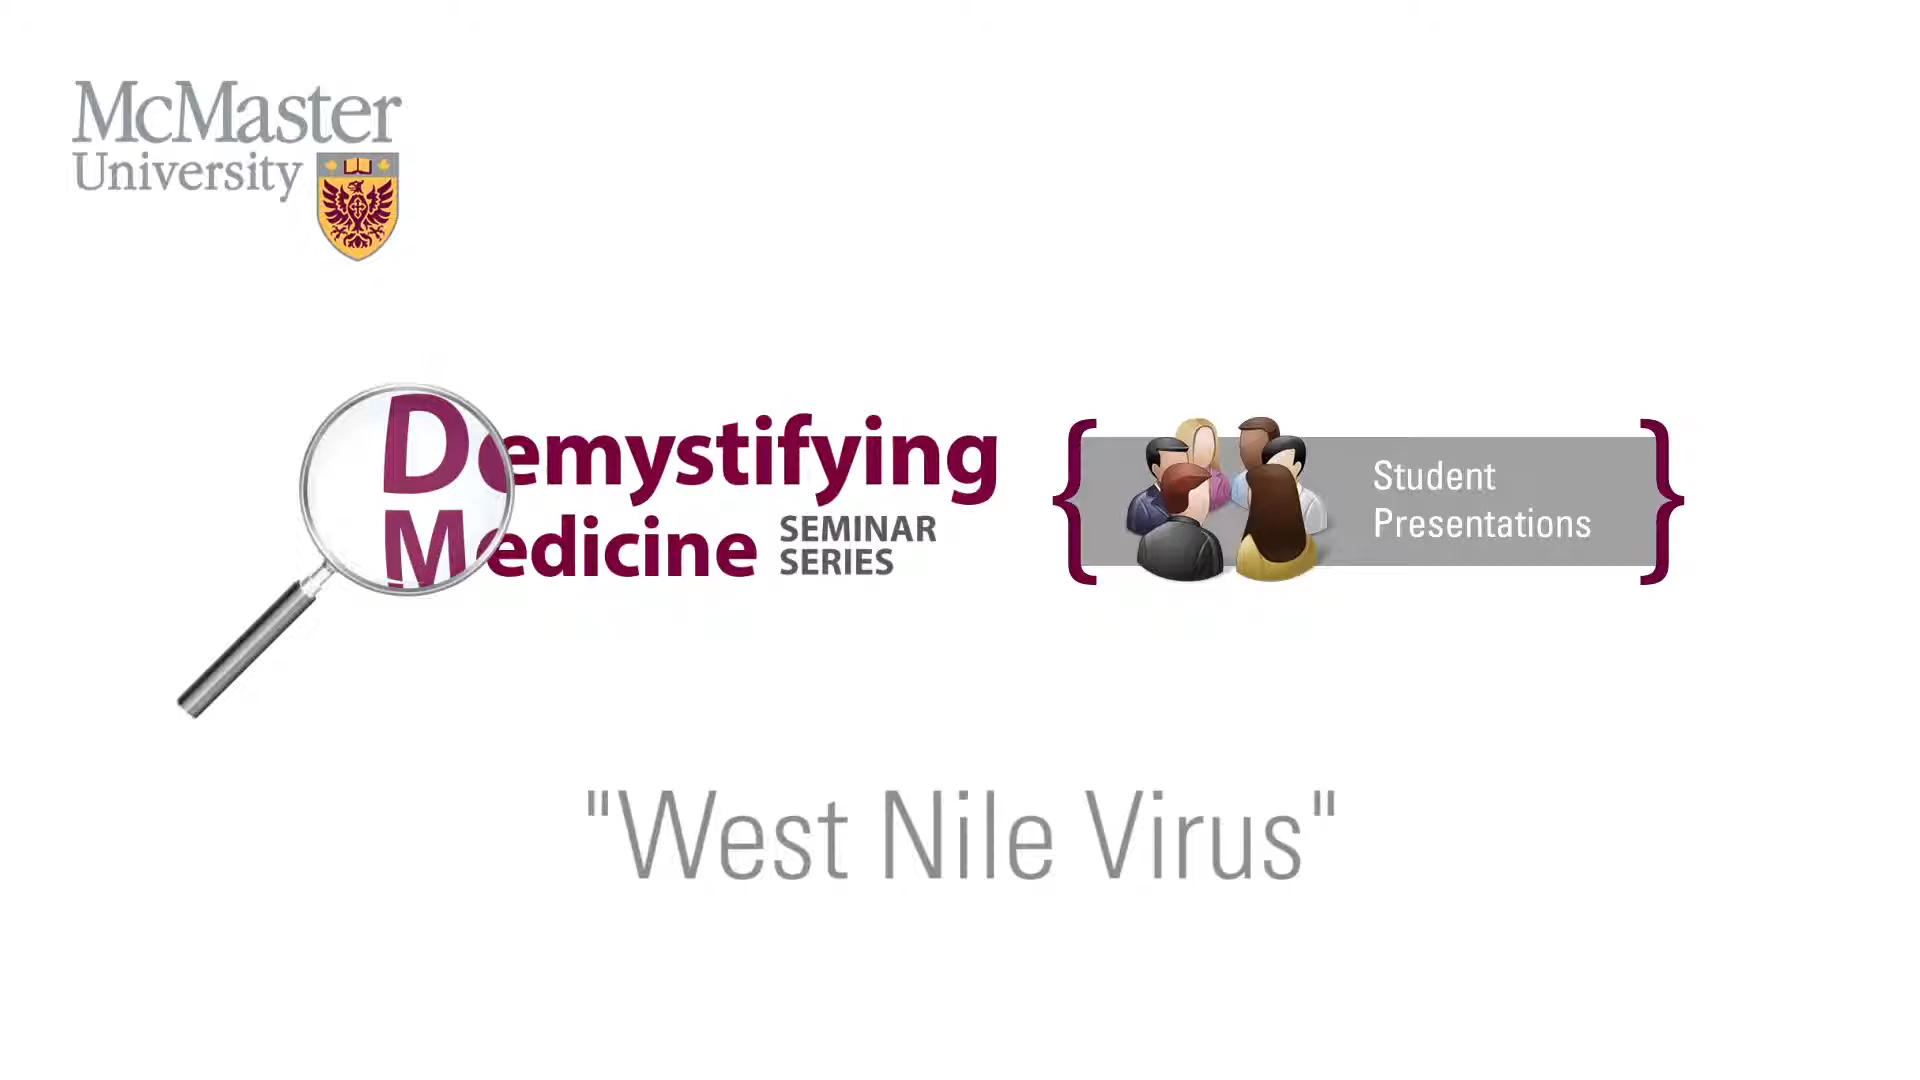 McMaster
University
Demystifying
Medicine SEMINAR
SERIES
Student
Presentations
"West Nile Virus"